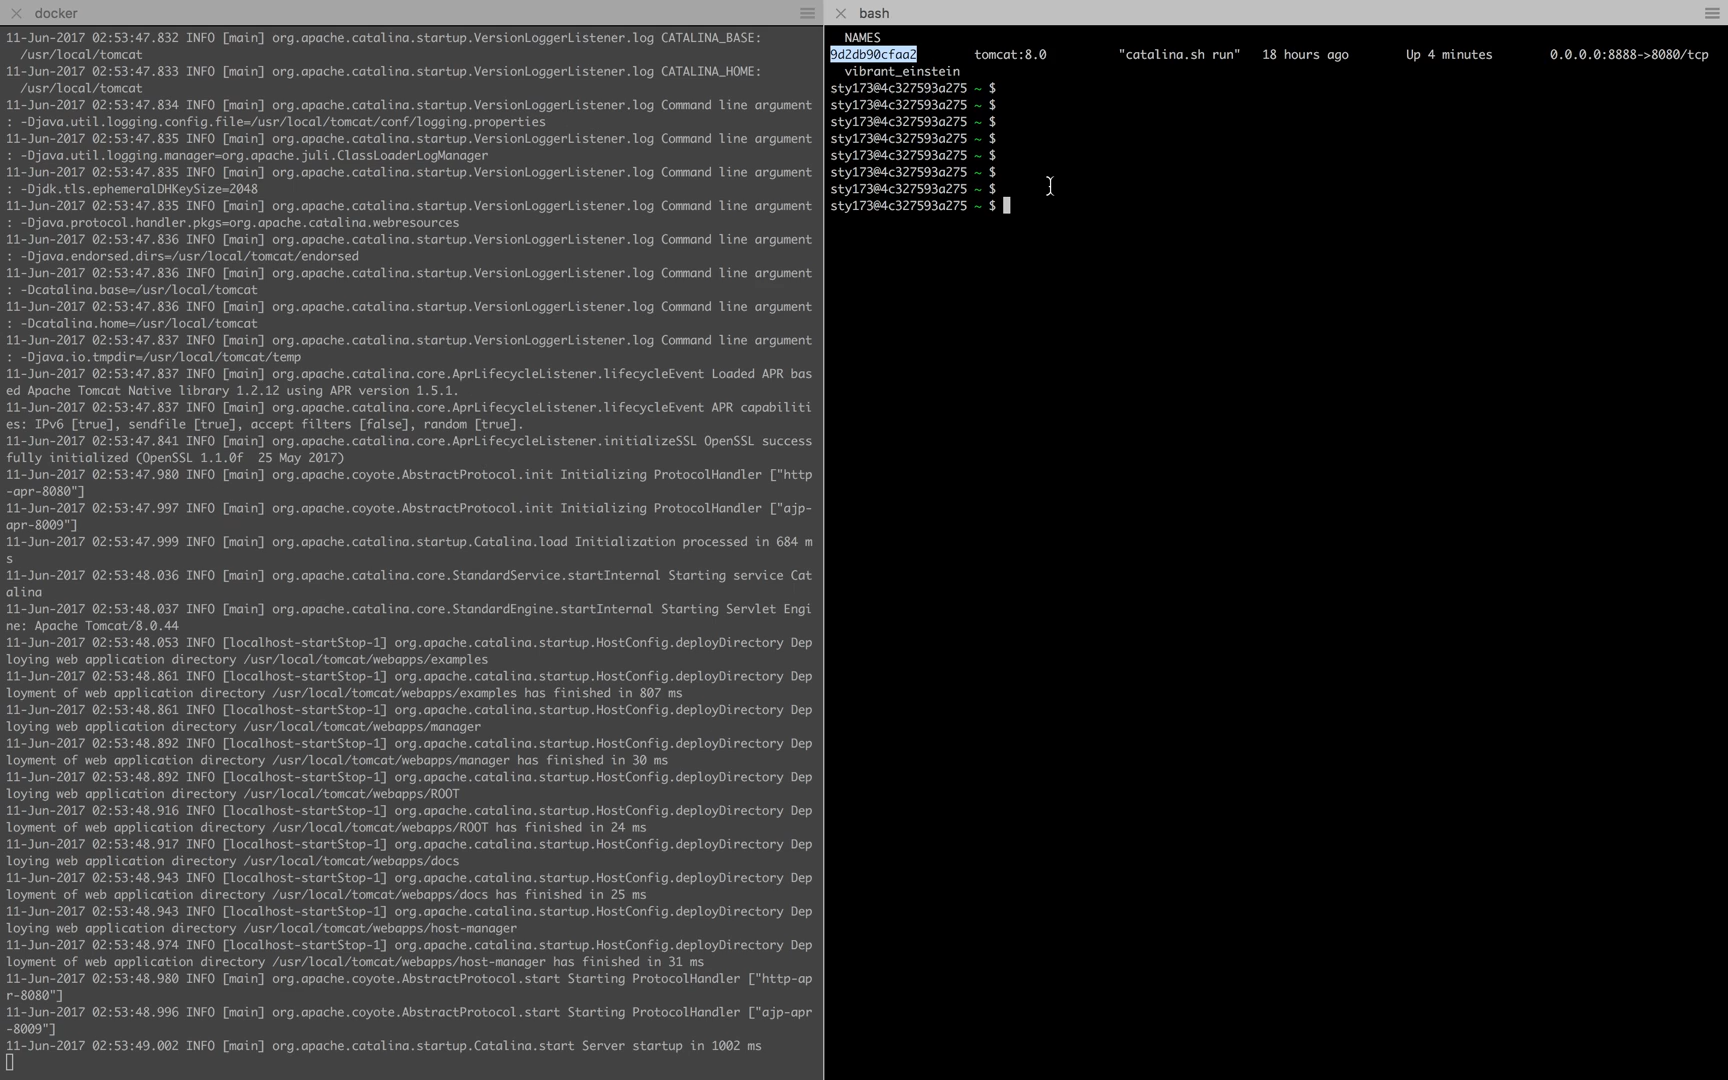 docker
11-Jun-2017 02:53:47.832 INFO [main] org.apache.catalina.startup.VersionLoggerListener.log CATALINA_BASE:
/usr/local/tomcat
11-Jun-2017 02:53:47.833 INFO [main] org.apache.catalina.startup.VersionLoggerListener.log CATALINA_HOME:
/usr/local/tomcat
11-Jun-2017 02:53:47.834 INFO [main] org.apache.catalina.startup.VersionLoggerListener.log Command line argument
: -Djava.util.logging.config.file=/usr/local/tomcat/conf/logging.properties
11-Jun-2017 02:53:47.835 INFO [main] org.apache.catalina.startup.VersionLoggerListener.log Command line argument
: -Djava.util.logging.manager=org.apache.juli.ClassLoaderLogManager
11-Jun-2017 02:53:47.835 INFO [main] org.apache.catalina.startup.VersionLoggerListener.log Command line argument
: -Djdk.tls.ephemeralDHKeySize=2048
11-Jun-2017 02:53:47.835 INFO [main] org.apache.catalina.startup.VersionLoggerListener.log Command line argument
: -Djava.protocol.handler.pkgs=org.apache.catalina.webresources
11-Jun-2017 02:53:47.836 INFO [main] org.apache.catalina.startup.VersionLoggerListener.log Command line argument
: -Djava.endorsed.dirs=/usr/local/tomcat/endorsed
11-Jun-2017 02:53:47.836 INFO [main] org.apache.catalina.startup.VersionLoggerListener.log Command line argument
: -Dcatalina.base=/usr/local/tomcat
11-Jun-2017 02:53:47.836 INFO [main] org.apache.catalina.startup.VersionLoggerListener.log Command line argument
: -Dcatalina.home=/usr/local/tomcat
11-Jun-2017 02:53:47.837 INFO [main] org.apache.catalina.startup.VersionLoggerListener.log Command line argument
: -Djava.io.tmpdir=/usr/local/tomcat/temp
11-Jun-2017 02:53:47.837 INFO [main] org.apache.catalina.core.AprLifecycleListener.lifecycleEvent Loaded APR bas
ed Apache Tomcat Native library 1.2.12 using APR version 1.5.1.
11-Jun-2017 02:53:47.837 INFO [main] org.apache.catalina.core.AprLifecycleListener.lifecycleEvent APR capabiliti
es: IPv6 [true], sendfile [true], accept filters [false], random [true].
11-Jun-2017 02:53:47.841 INFO [main] org.apache.catalina.core.AprLifecycleListener.initializeSSL OpenSSL success
fully initialized (OpenSSL 1.1.0f  25 May 2017)
11-Jun-2017 02:53:47.980 INFO [main] org.apache.coyote.AbstractProtocol.init Initializing ProtocolHandler ["http
-apr-8080"]
11-Jun-2017 02:53:47.997 INFO [main] org.apache.coyote.AbstractProtocol.init Initializing ProtocolHandler ["ajp-
apr-8009"]
11-Jun-2017 02:53:47.999 INFO [main] org.apache.catalina.startup.Catalina.load Initialization processed in 684 m
s
11-Jun-2017 02:53:48.036 INFO [main] org.apache.catalina.core.StandardService.startInternal Starting service Cat
alina
11-Jun-2017 02:53:48.037 INFO [main] org.apache.catalina.core.StandardEngine.startInternal Starting Servlet Engi
ne: Apache Tomcat/8.0.44
11-Jun-2017 02:53:48.053 INFO [localhost-startStop-1] org.apache.catalina.startup.HostConfig.deployDirectory Dep
loying web application directory /usr/local/tomcat/webapps/examples
11-Jun-2017 02:53:48.861 INFO [localhost-startStop-1] org.apache.catalina.startup.HostConfig.deployDirectory Dep
loyment of web application directory /usr/local/tomcat/webapps/examples has finished in 807 ms
11-Jun-2017 02:53:48.861 INFO [localhost-startStop-1] org.apache.catalina.startup.HostConfig.deployDirectory Dep
loying web application directory /usr/local/tomcat/webapps/manager
11-Jun-2017 02:53:48.892 INFO [localhost-startStop-1] org.apache.catalina.startup.HostConfig.deployDirectory Dep
loyment of web application directory /usr/local/tomcat/webapps/manager has finished in 30 ms
11-Jun-2017 02:53:48.892 INFO [localhost-startStop-1] org.apache.catalina.startup.HostConfig.deployDirectory Dep
loying web application directory /usr/local/tomcat/webapps/ROOT
11-Jun-2017 02:53:48.916 INFO [localhost-startStop-1] org.apache.catalina.startup.HostConfig.deployDirectory Dep
loyment of web application directory /usr/local/tomcat/webapps/ROOT has finished in 24 ms
11-Jun-2017 02:53:48.917 INFO [localhost-startStop-1] org.apache.catalina.startup.HostConfig.deployDirectory Dep
loying web application directory /usr/local/tomcat/webapps/docs
11-Jun-2017 02:53:48.943 INFO [localhost-startStop-1] org.apache.catalina.startup.HostConfig.deployDirectory Dep
loyment of web application directory /usr/local/tomcat/webapps/docs has finished in 25 ms
11-Jun-2017 02:53:48.943 INFO [localhost-startStop-1] org.apache.catalina.startup.HostConfig.deployDirectory Dep
loying web application directory /usr/local/tomcat/webapps/host-manager
11-Jun-2017 02:53:48.974 INFO [localhost-startStop-1] org.apache.catalina.startup.HostConfig.deployDirectory Dep
loyment of web application directory /usr/local/tomcat/webapps/host-manager has finished in 31 ms
11-Jun-2017 02:53:48.980 INFO [main] org.apache.coyote.AbstractProtocol.start Starting ProtocolHandler ["http-ap
r-8080"]
11-Jun-2017 02:53:48.996 INFO [main] org.apache.coyote.AbstractProtocol.start Starting ProtocolHandler ["ajp-apr
-8009"]
11-Jun-2017 02:53:49.002 INFO [main] org.apache.catalina.startup.Catalina.start Server startup in 1002 ms
bash
NAMES
9d2db90cfaa2 tomcat:8.0 "catalina.sh run" 18 hours ago Up 4 minutes 0.0.0.0:8888->8080/tcp
vibrant_einstein
sty173@4c327593a275 ~ $
sty173@4c327593a275 ~ $
sty173@4c327593a275 ~ $
sty173@4c327593a275 ~ $
sty173@4c327593a275 ~ $
sty173@4c327593a275 ~ $
sty173@4c327593a275 ~ $
sty173@4c327593a275 ~ $